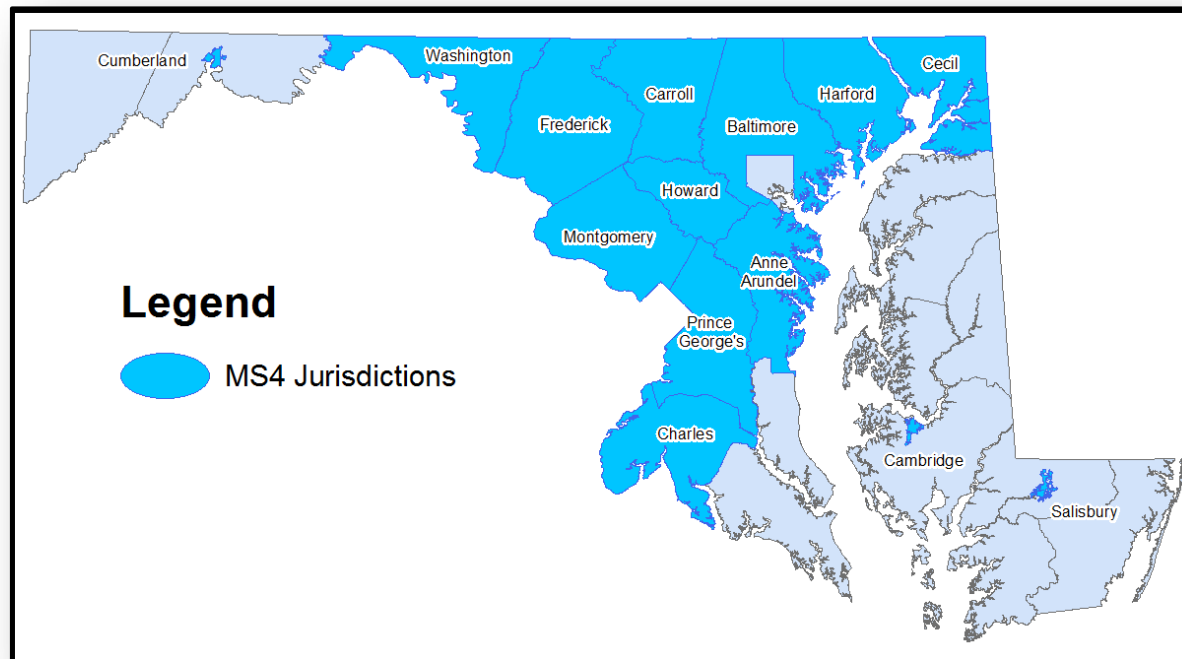 Cumberland
Washington
Cecil
Carroll
Harford
Frederick
Baltimore
Howard
Montgomery
Anne
Arundel
Legend
Prince
George's
MS4 Jurisdictions
Charles
Cambridge
Salisbury